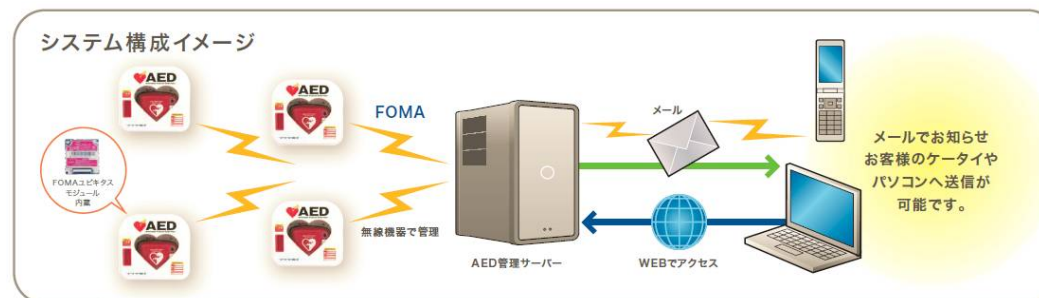 システム構成イメージ
AED
AED
FOMA
メール
メールでお知らせ
お客様のケータイや
パソコンへ送信が
可能です。
FOMAユビキタス
モジュール
内蔵
AED
AED
無線機器で管理
AED管理サーバー
WEBでアクセス